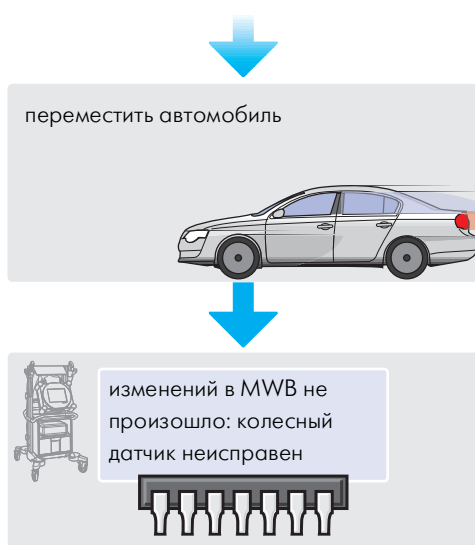 переместить автомобиль
изменений в MWB не
произошло: колесный
датчик неисправен